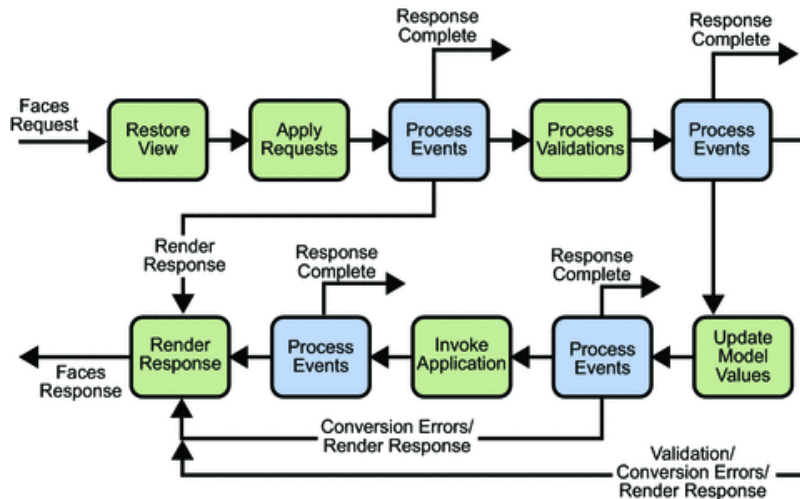 Response
Complete
Response
Complete
Faces
Request
Restore
View
Apply
Requests
Process
Events
Process
Validations
Process
Events
Render
Response
Response
Complete
Response
Complete
Render
Response
Process
Events
Invoke
Application
Process
Events
Update
Model
Values
Faces
Response
Conversion Errors/
Render Response
Validation/
Conversion Errors/
Render Response